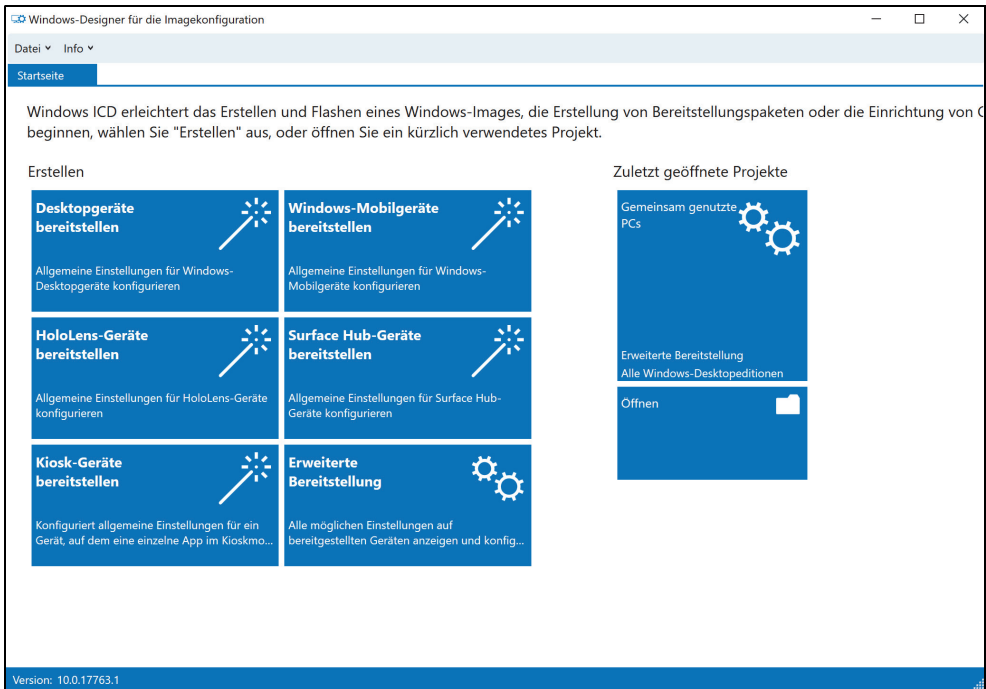 Windows-Designer für die Imagekonfiguration
Datei Info
Startseite
Windows ICD erleichtert das Erstellen und Flashen eines Windows-Images, die Erstellung von Bereitstellungspaketen oder die Einrichtung von
beginnen, wählen Sie "Erstellen" aus, oder öffnen Sie ein kürzlich verwendetes Projekt.
Erstellen
Desktopgeräte
bereitstellen
Allgemeine Einstellungen für Windows-
Desktopgeräte konfigurieren
Windows-Mobilgeräte
bereitstellen
Allgemeine Einstellungen für Windows-
Mobilgeräte konfigurieren
HoloLens-Geräte
bereitstellen
Allgemeine Einstellungen für HoloLens-Geräte
konfigurieren
Surface Hub-Geräte
bereitstellen
Allgemeine Einstellungen für Surface Hub-
Geräte konfigurieren
Kiosk-Geräte
bereitstellen
Konfiguriert allgemeine Einstellungen für ein
Gerät, auf dem eine einzelne App im Kioskmo...
Erweiterte
Bereitstellung
Alle möglichen Einstellungen auf
bereitgestellten Geräten anzeigen und konfig...
Zuletzt geöffnete Projekte
Gemeinsam genutzte
PCs
Erweiterte Bereitstellung
Alle Windows-Desktopeditionen
Öffnen
Version: 10.0.17763.1